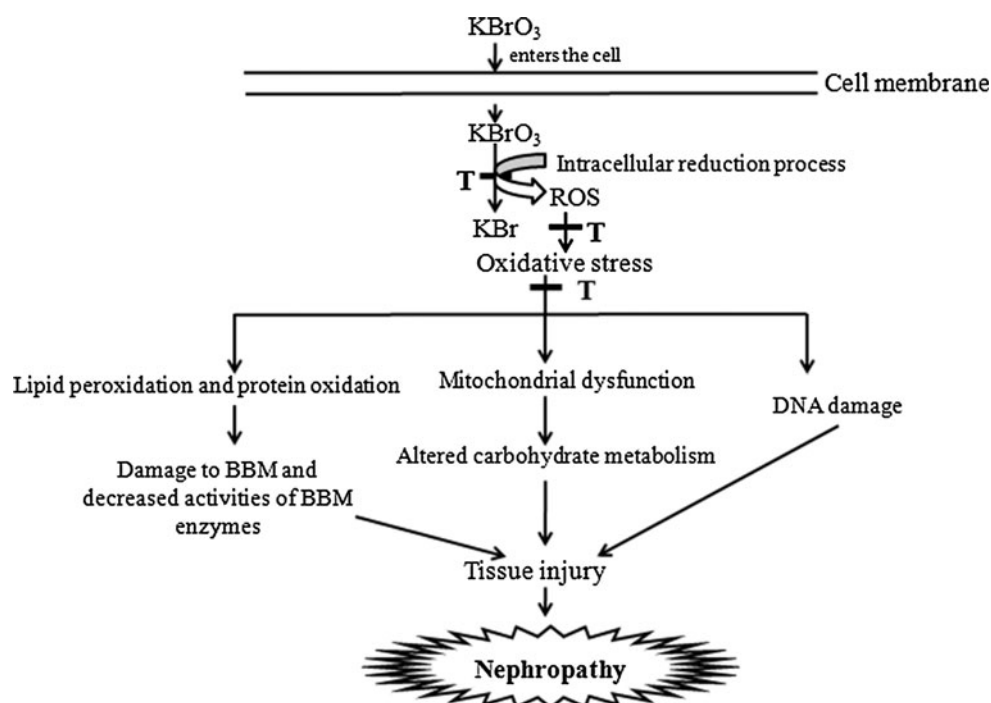 KBrO₃
enters the cell
Cell membrane
KBrO₃
Intracellular reduction process
T
ROS
KBr
T
Oxidative stress
T
Lipid peroxidation and protein oxidation
Mitochondrial dysfunction
DNA damage
Altered carbohydrate metabolism
Damage to BBM and
decreased activities of BBM
enzymes
Tissue injury
Nephropathy